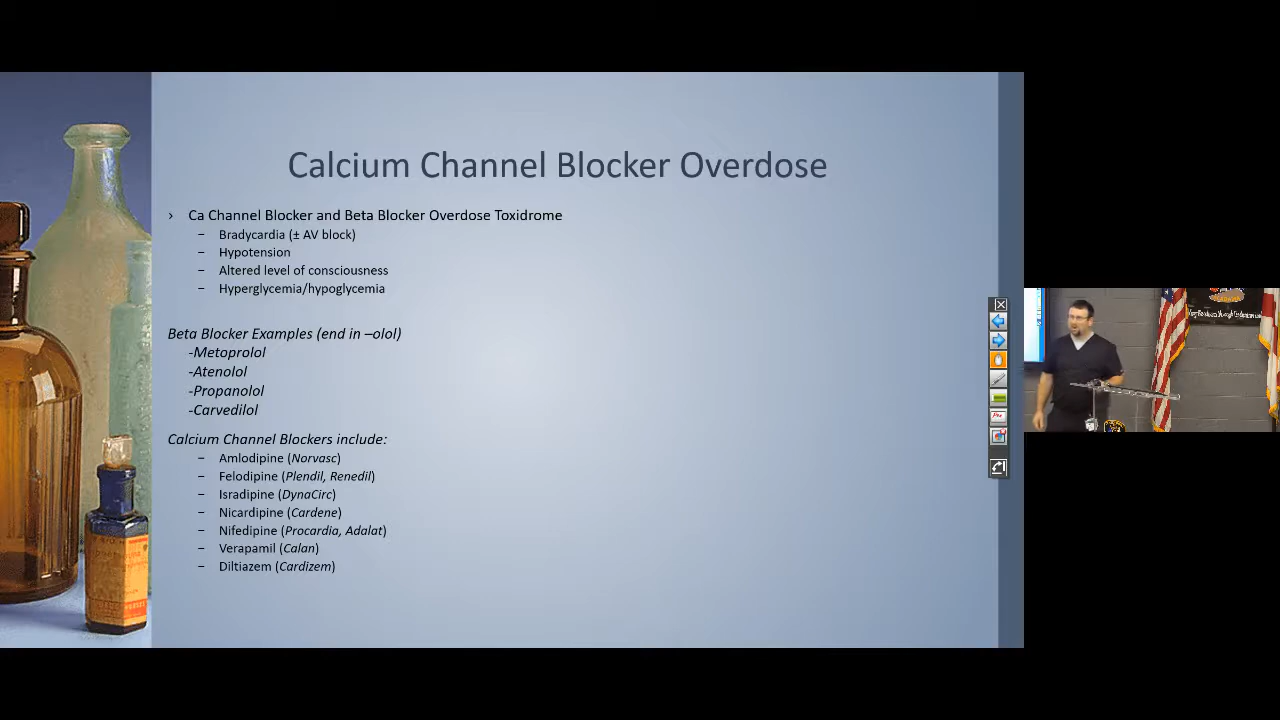 Calcium Channel Blocker Overdose
› Ca Channel Blocker and Beta Blocker Overdose Toxidrome
– Bradycardia (± AV block)
– Hypotension
– Altered level of consciousness
– Hyperglycemia/hypoglycemia
Beta Blocker Examples (end in –olol)
-Metoprolol
-Atenolol
-Propanolol
-Carvedilol
Calcium Channel Blockers include:
– Amlodipine (Norvasc)
– Felodipine (Plendil, Renedil)
– Isradipine (DynaCirc)
– Nicardipine (Cardene)
– Nifedipine (Procardia, Adalat)
– Verapamil (Calan)
– Diltiazem (Cardizem)